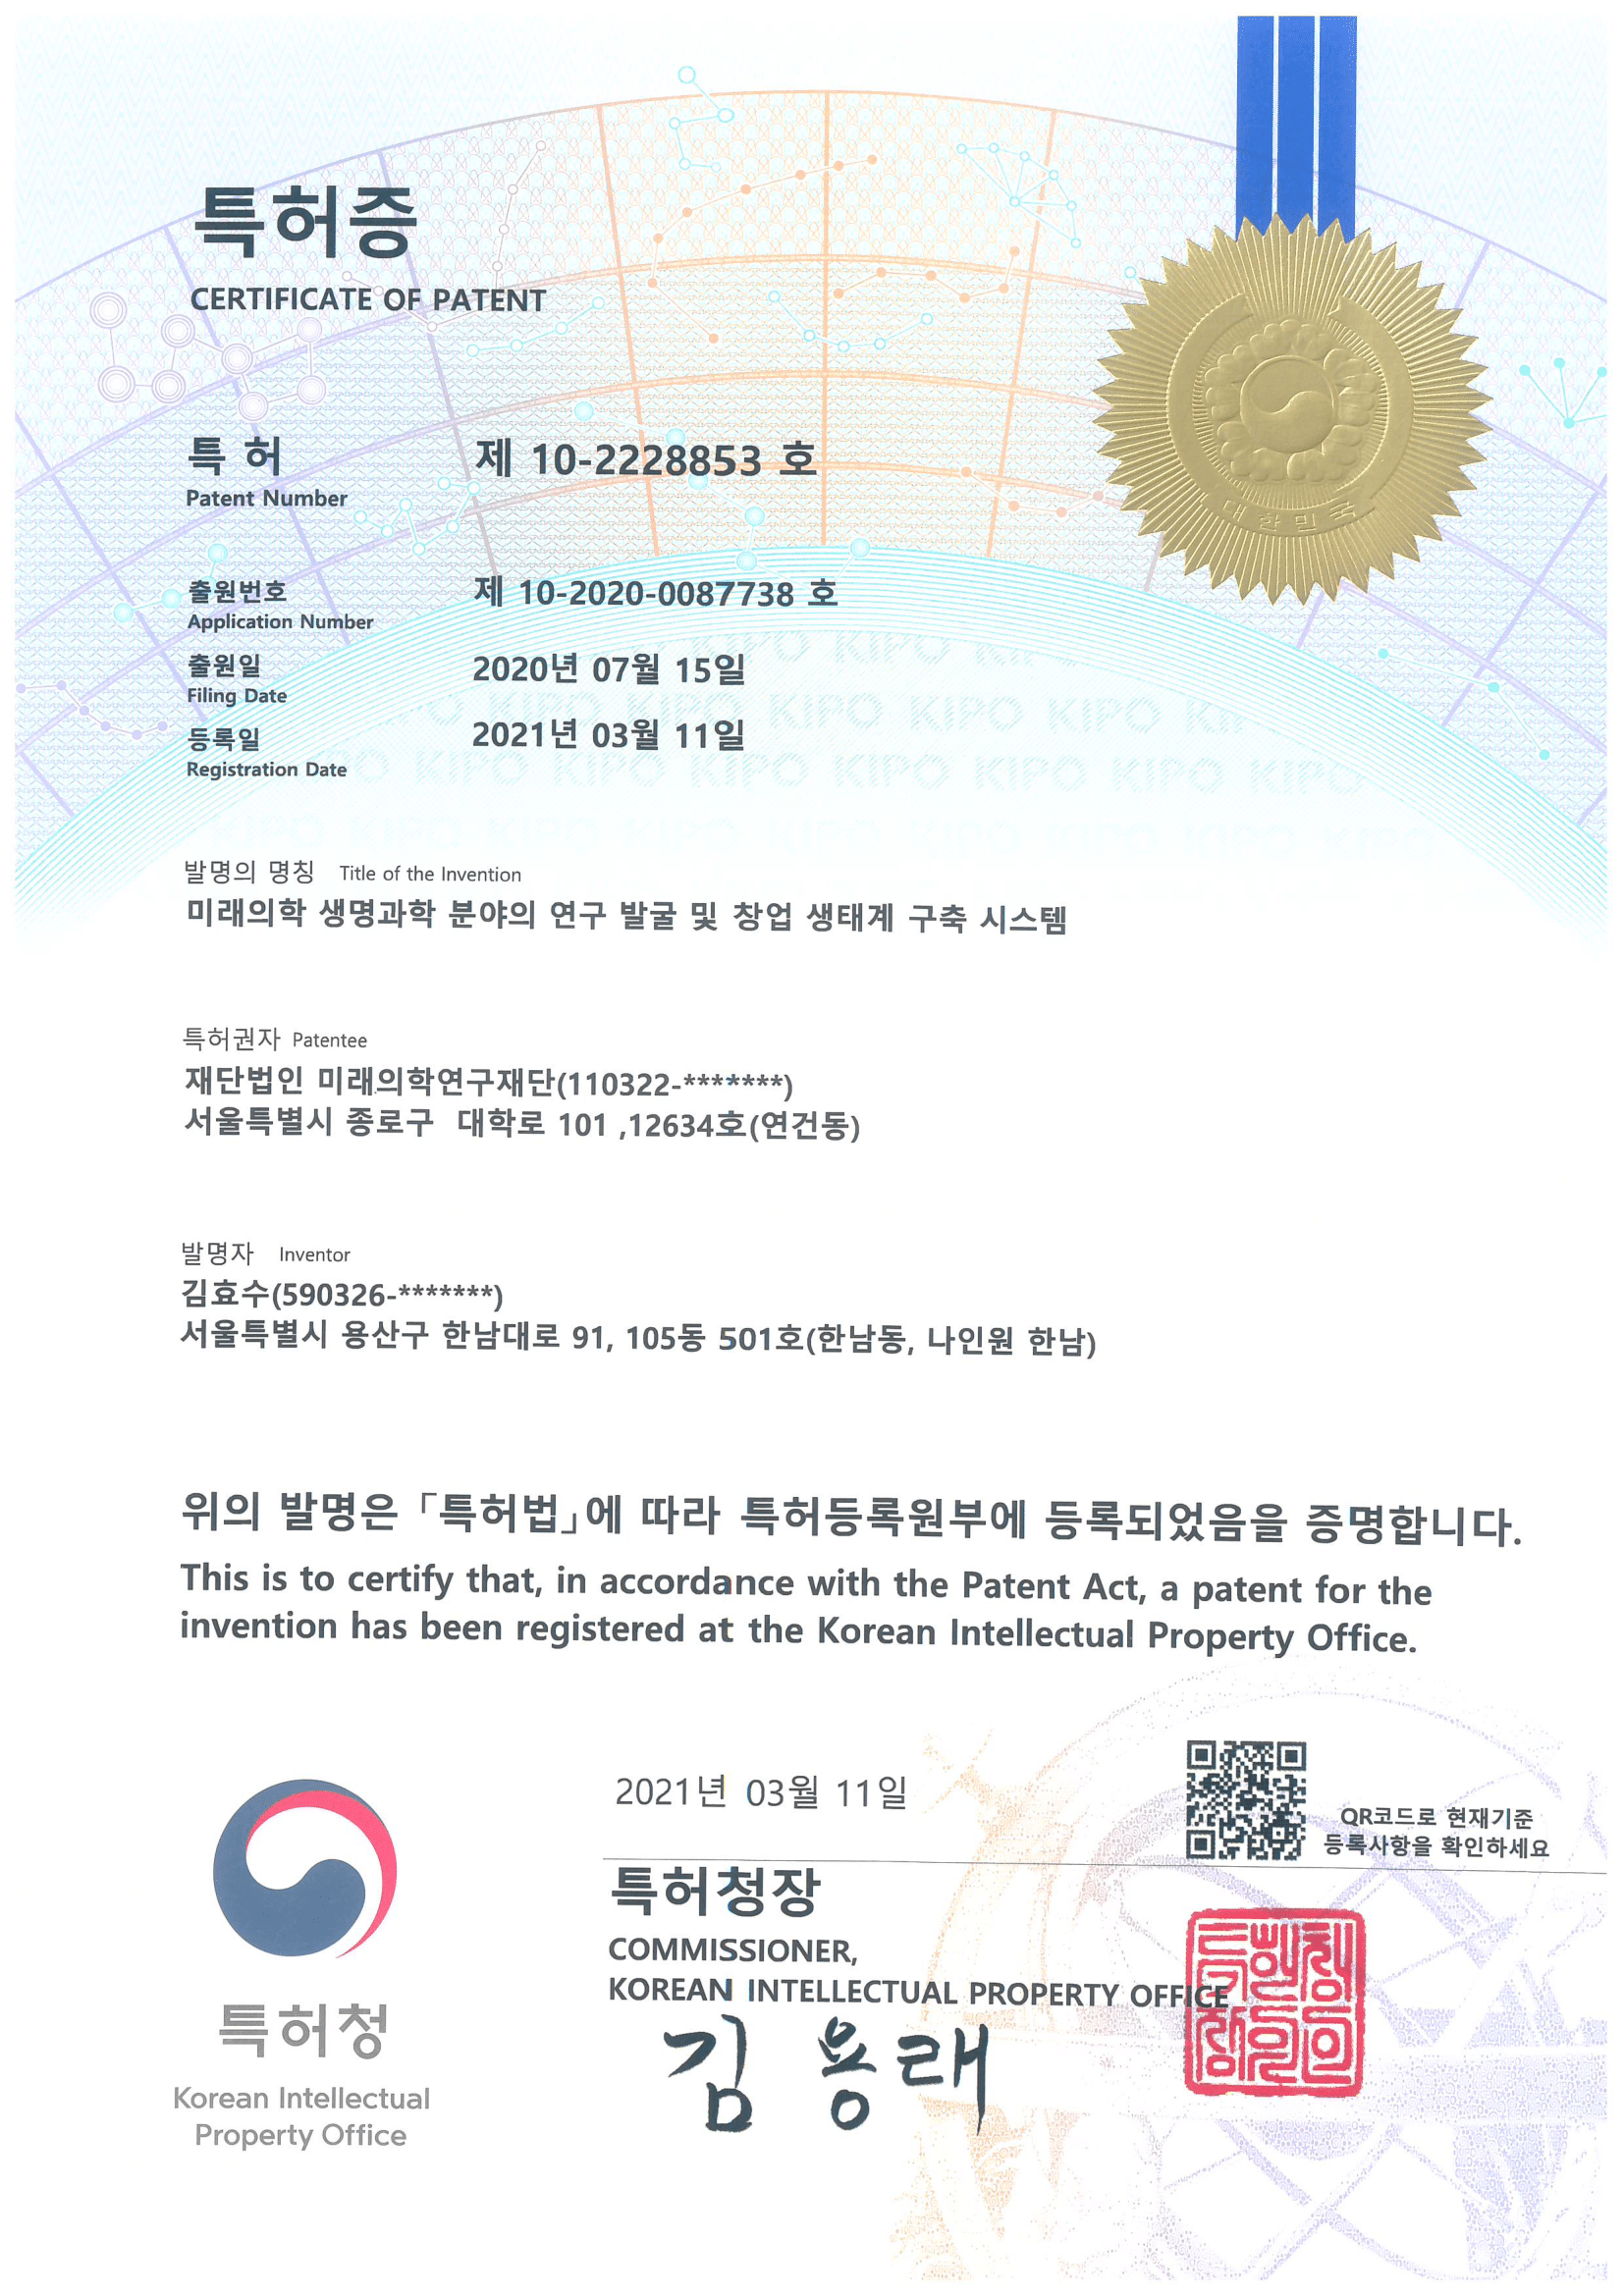 특허증
CERTIFICATE OF PATENT
특 허 제 10-2228853 호
Patent Number
출원번호 제 10-2020-0087738 호
Application Number
출원일 2020년 07월 15일
Filing Date
등록일 2021년 03월 11일
Registration Date
대한민국
발명의 명칭 Title of the Invention
미래의학 생명과학 분야의 연구 발굴 및 창업 생태계 구축 시스템
특허권자 Patentee
재단법인 미래의학연구재단(110322-*******)
서울특별시 종로구 대학로 101 ,12634호(연건동)
발명자 Inventor
김효수(590326-*******)
서울특별시 용산구 한남대로 91, 105동 501호(한남동, 나인원 한남)
위의 발명은 「특허법」에 따라 특허등록원부에 등록되었음을 증명합니다.
This is to certify that, in accordance with the Patent Act, a patent for the
invention has been registered at the Korean Intellectual Property Office.
2021년 03월 11일
QR코드로 현재기준
등록사항을 확인하세요
특허청장
COMMISSIONER,
KOREAN INTELLECTUAL PROPERTY OFFICE
김용래
특허청
Korean Intellectual
Property Office